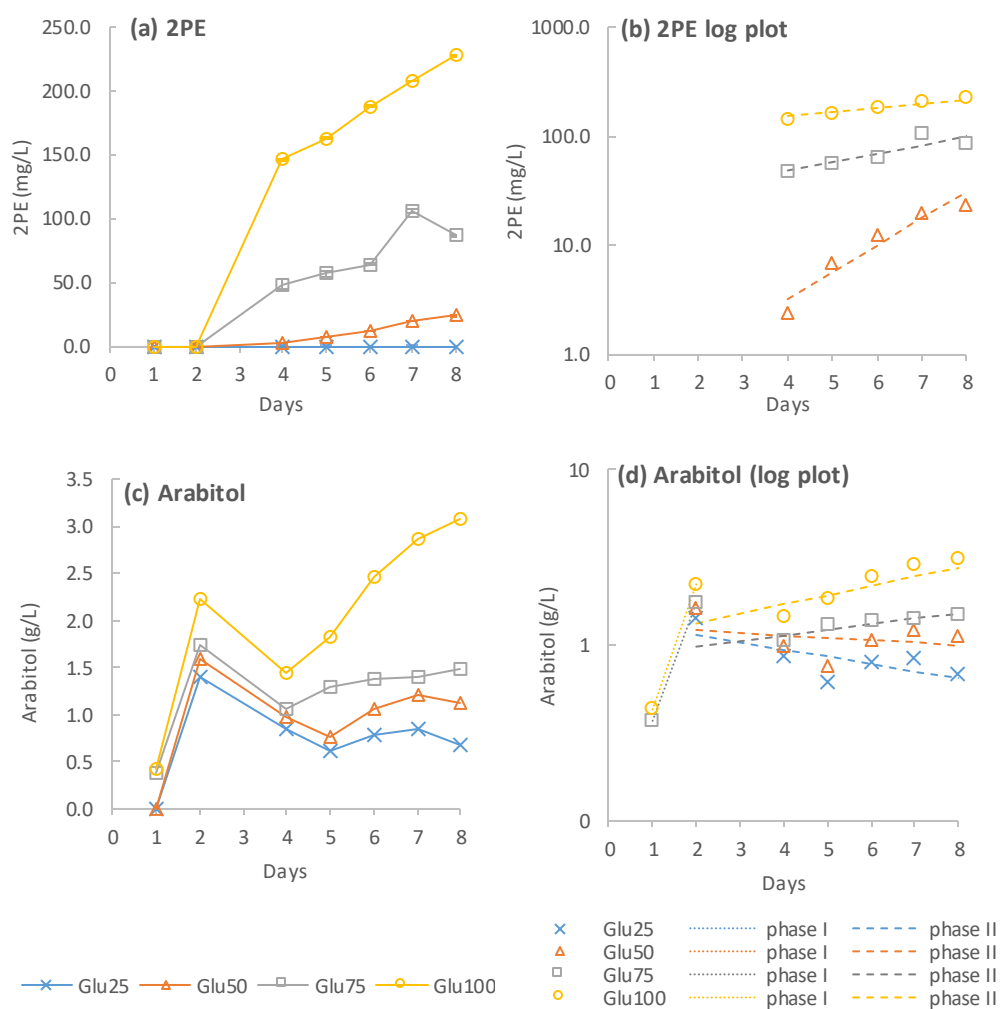 (a) 2PE
250.0
200.0
150.0
100.0
50.0
0.0
2PE (mg/L)
0 1 2 3 4 5 6 7 8
Days
(b) 2PE log plot
1000.0
100.0
10.0
1.0
2PE (mg/L)
0 1 2 3 4 5 6 7 8
Days
(c) Arabitol
3.5
3.0
2.5
2.0
1.5
1.0
0.5
0.0
Arabitol (g/L)
0 1 2 3 4 5 6 7 8
Days
(d) Arabitol (log plot)
10
1
0
Arabitol (g/L)
0 1 2 3 4 5 6 7 8
Days
Glu25 Glu50 Glu75 Glu100
Glu25 phase I phase II
Glu50 phase I phase II
Glu75 phase I phase II
Glu100 phase I phase II